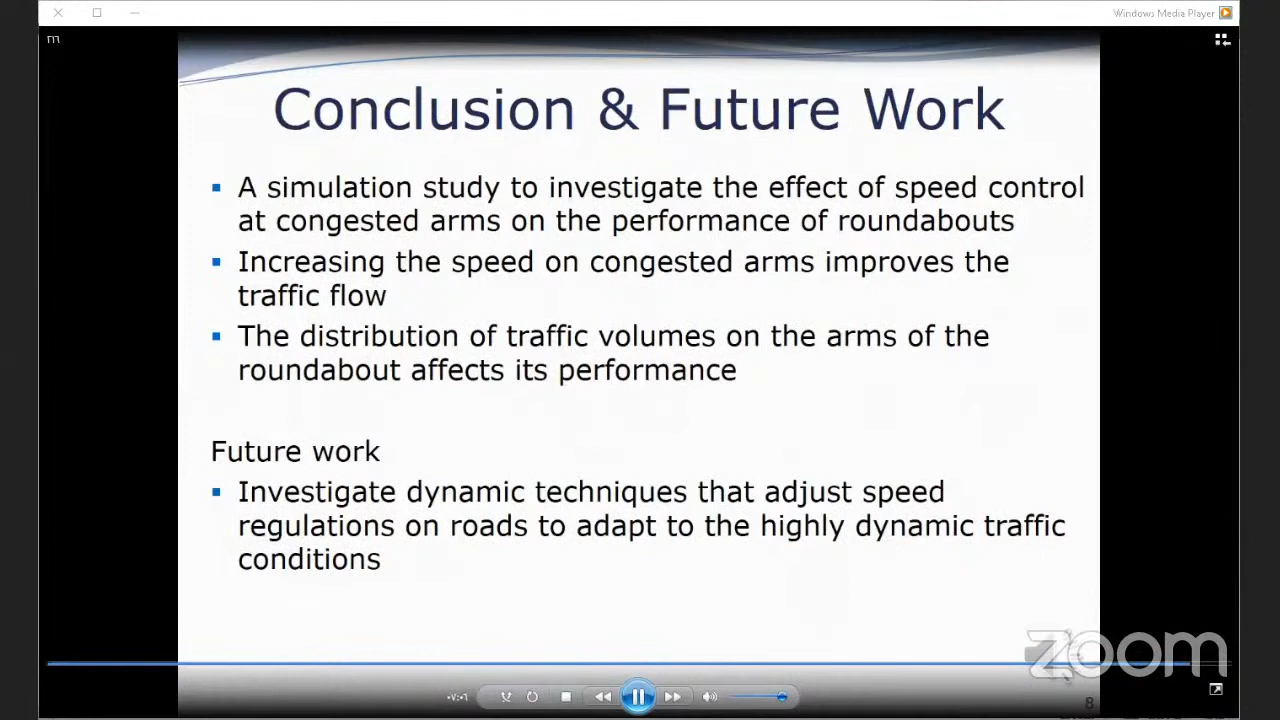 Windows Media Player
m
Conclusion & Future Work
▪ A simulation study to investigate the effect of speed control
at congested arms on the performance of roundabouts
▪ Increasing the speed on congested arms improves the
traffic flow
▪ The distribution of traffic volumes on the arms of the
roundabout affects its performance
Future work
▪ Investigate dynamic techniques that adjust speed
regulations on roads to adapt to the highly dynamic traffic
conditions
zoom
8